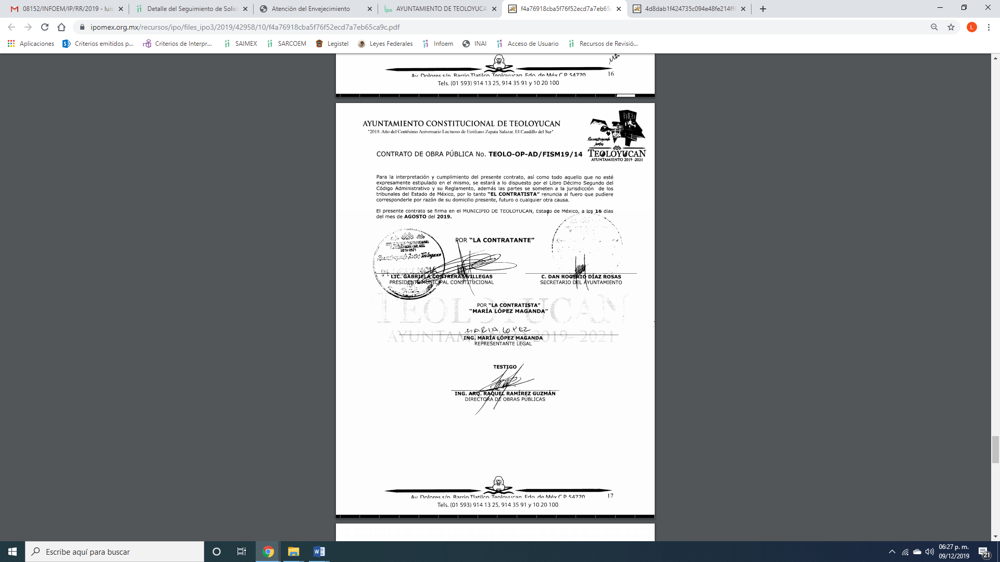 08152/INFOEM/IP/RR/2019 - luis
Detalle del Seguimiento de Solici
Atención del Envejecimiento
AYUNTAMIENTO DE TEOLOYUCA
f4a76918cba5f76f52ecd7a7eb65c
4d8dab1f424735c094e48fe214ff
ipomex.org.mx/recursos/ipo/files_ipo3/2019/42958/10/f4a76918cba5f76f52ecd7a7eb65ca9c.pdf
L
Aplicaciones
Criterios emitidos p...
Criterios de Interpr...
SAIMEX
SARCOEM
Legistel
Leyes Federales
Infoem
INAI
Acceso de Usuario
Recursos de Revisió...
Av. Dolores s/n, Barrio Tlatilco, Teoloyucan, Edo. de Méx C.P. 54770
16
Tels. (01 593) 914 13 25, 914 35 91 y 10 20 100
AYUNTAMIENTO CONSTITUCIONAL DE TEOLOYUCAN
"2019. Año del Centésimo Aniversario Luctuoso de Emiliano Zapata Salazar. El Caudillo del Sur"
Reconstruyendo
juntos
TEOLOYUCAN
AYUNTAMIENTO 2019 -2021
CONTRATO DE OBRA PÚBLICA No. TEOLO-OP-AD/FISM19/14
Para la interpretación y cumplimiento del presente contrato, así como todo aquello que no esté
expresamente estipulado en el mismo, se estará a lo dispuesto por el Libro Décimo Segundo del
Código Administrativo y su Reglamento, además las partes se someten a la jurisdicción de los
tribunales del Estado de México, por lo tanto "EL CONTRATISTA" renuncia al fuero que pudiere
corresponderle por razón de su domicilio presente, futuro o cualquier otra causa.
El presente contrato se firma en el MUNICIPIO DE TEOLOYUCAN, Estado de México, a los 16 días
del mes de AGOSTO del 2019.
POR "LA CONTRATANTE"
2019-2021
LIC. GABRIELA CONTRERAS VILLEGAS
PRESIDENTE MUNICIPAL CONSTITUCIONAL
C. DAN ROGERIO DÍAZ ROSAS
SECRETARIO DEL AYUNTAMIENTO
TEOLOYUCAN
AYUNTAMIENTO 2019- 2021
POR "LA CONTRATISTA"
"MARÍA LÓPEZ MAGANDA"
MARIA LOPEZ
ING. MARÍA LÓPEZ MAGANDA
REPRESENTANTE LEGAL
TESTIGO
ING. ARQ. RAQUEL RAMÍREZ GUZMÁN
DIRECTORA DE OBRAS PÚBLICAS
Av. Dolores s/n, Barrio Tlatilco, Teoloyucan, Edo. de Méx C.P. 54770
17
Tels. (01 593) 914 13 25, 914 35 91 y 10 20 100
Escribe aquí para buscar
06:27 p. m.
09/12/2019
21